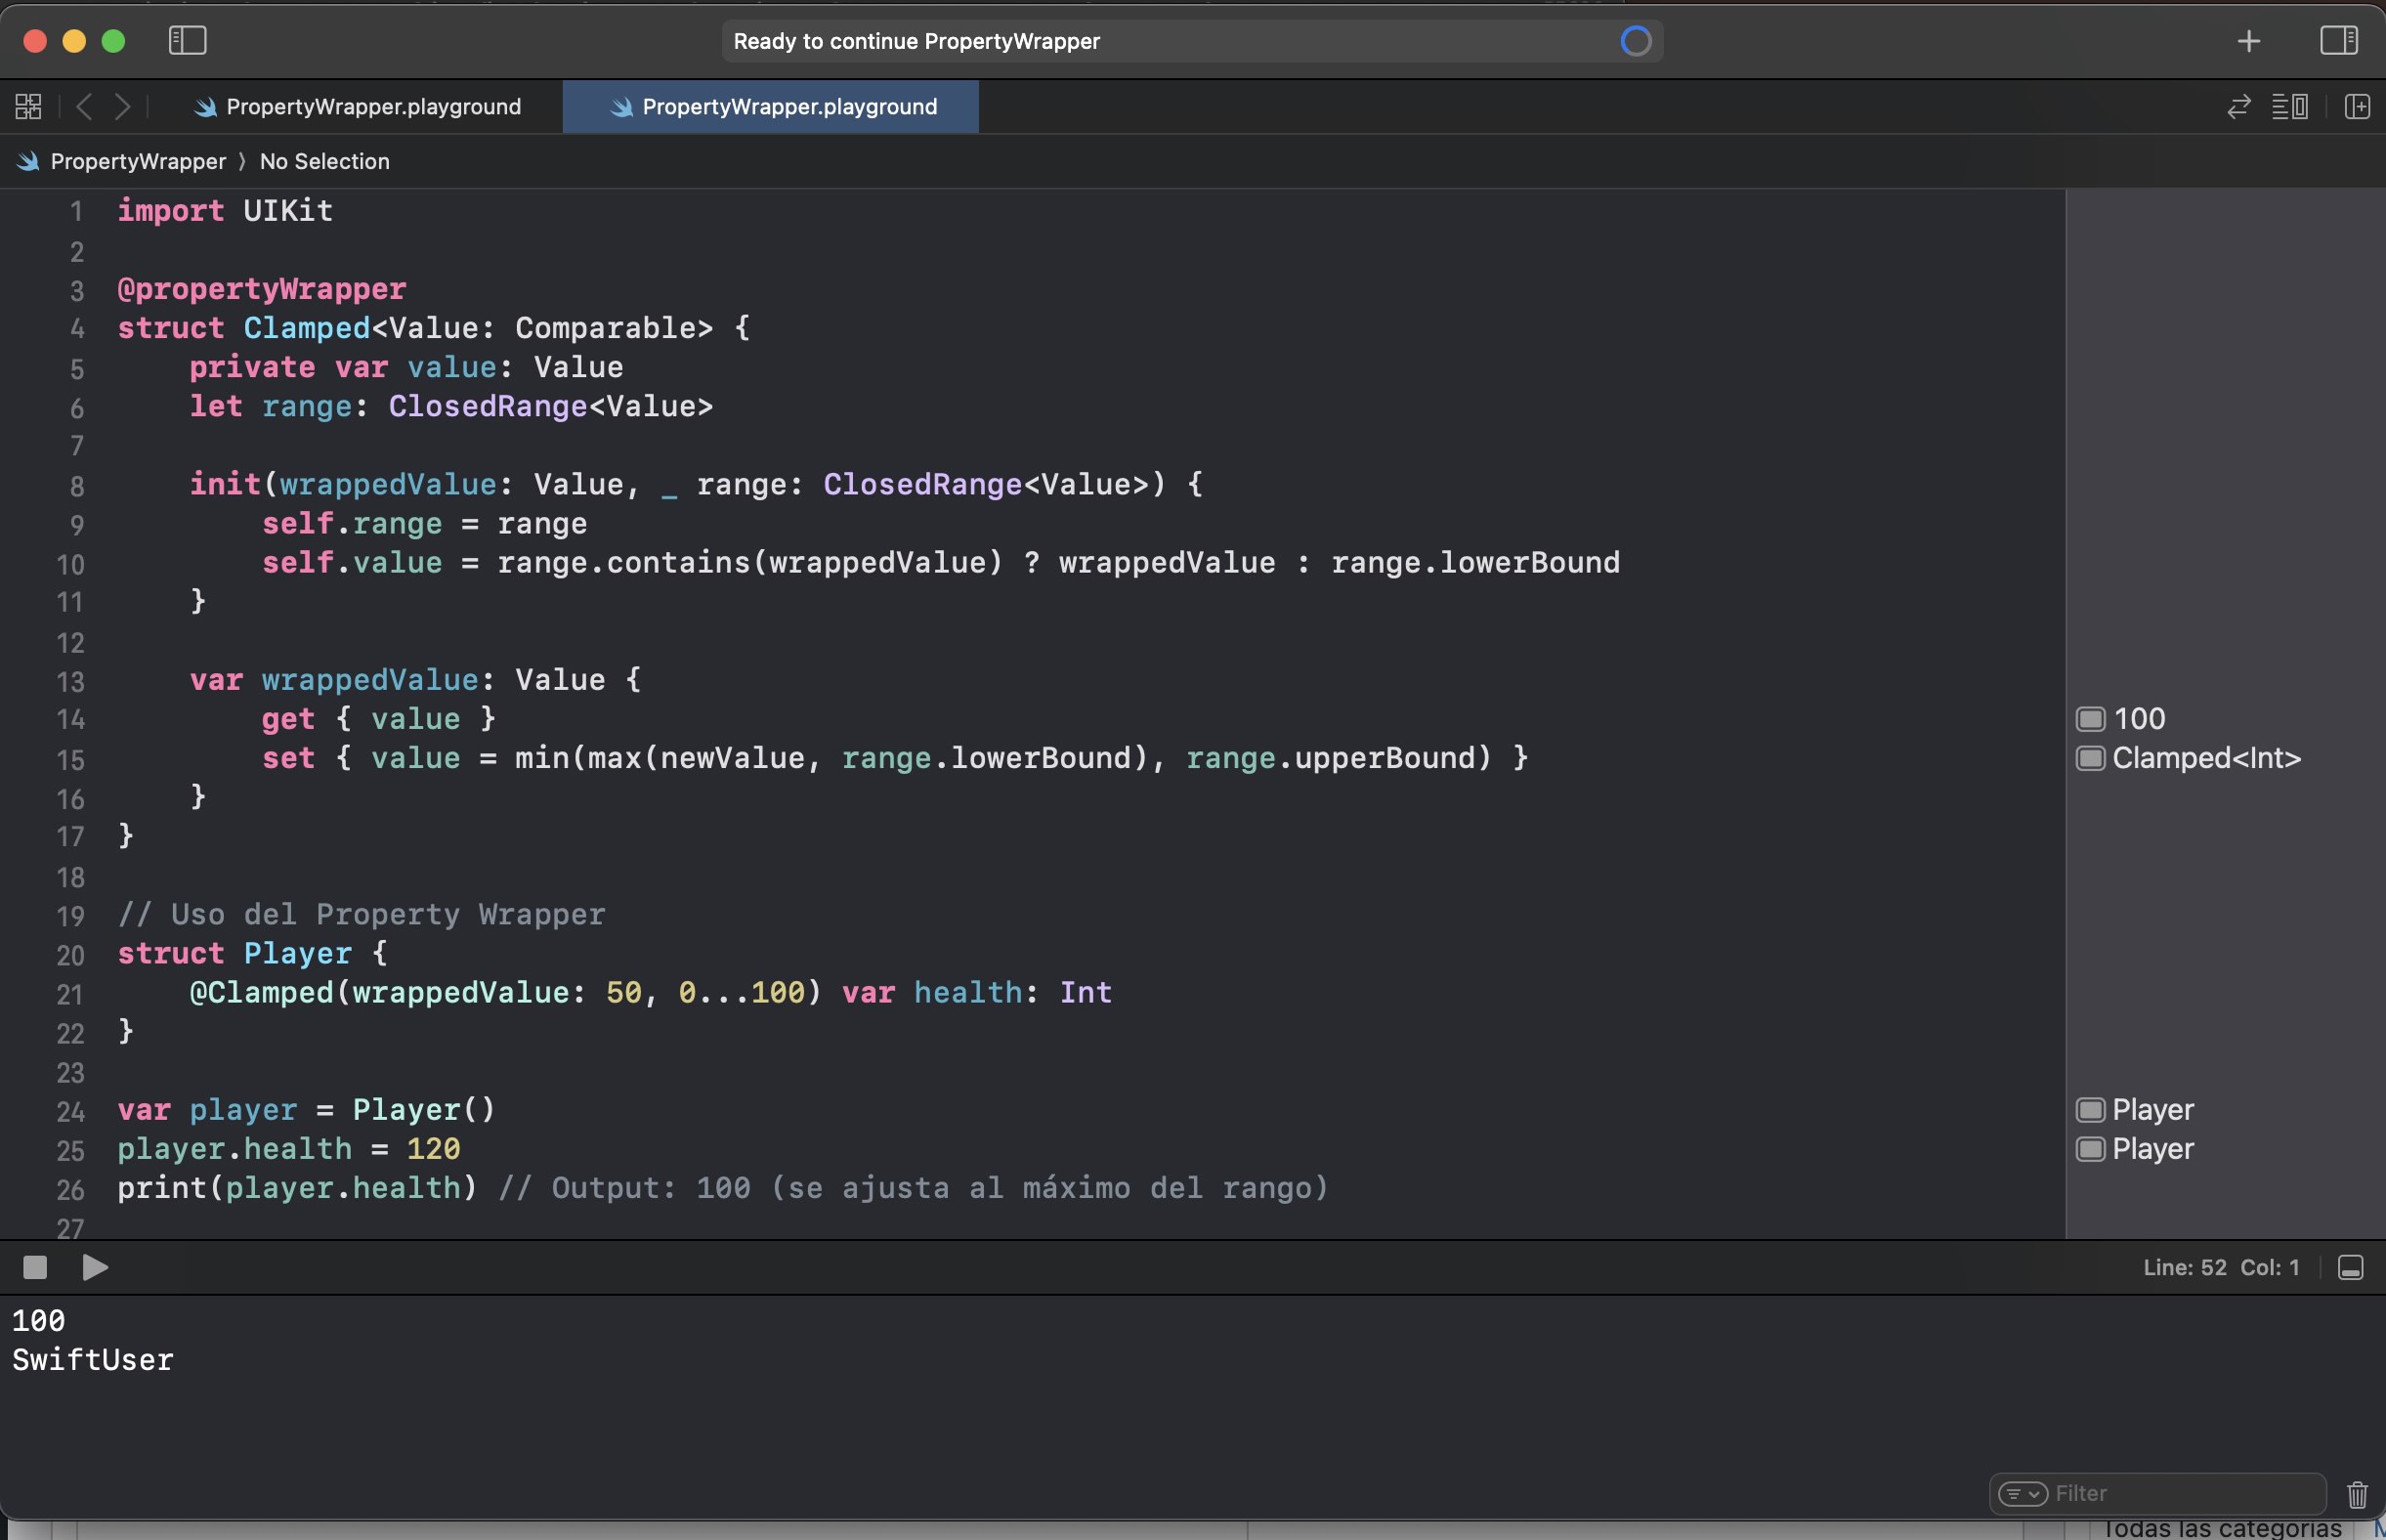 Ready to continue PropertyWrapper
PropertyWrapper.playground
PropertyWrapper.playground
PropertyWrapper 〉 No Selection
1 import UIKit
2
3 @propertyWrapper
4 struct Clamped<Value: Comparable> {
5     private var value: Value
6     let range: ClosedRange<Value>
7
8     init(wrappedValue: Value, _ range: ClosedRange<Value>) {
9         self.range = range
10         self.value = range.contains(wrappedValue) ? wrappedValue : range.lowerBound
11     }
12
13     var wrappedValue: Value {
14         get { value } 100
15         set { value = min(max(newValue, range.lowerBound), range.upperBound) } Clamped<Int>
16     }
17 }
18
19 // Uso del Property Wrapper
20 struct Player {
21     @Clamped(wrappedValue: 50, 0...100) var health: Int
22 }
23
24 var player = Player() Player
25 player.health = 120 Player
26 print(player.health) // Output: 100 (se ajusta al máximo del rango)
27
Line: 52 Col: 1
100
SwiftUser
Filter
Todas las categorías